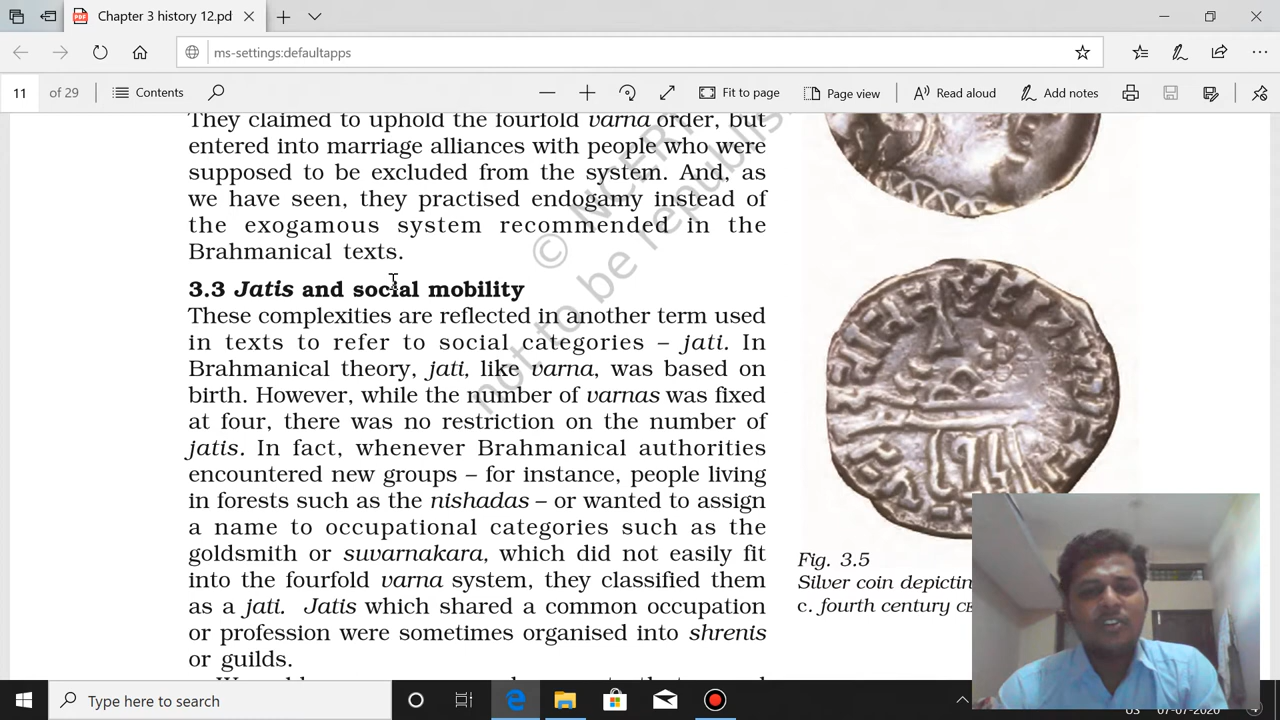 Chapter 3 history 12.pdf
ms-settings:defaultapps
11 of 29 Contents Fit to page Page view Read aloud Add notes
They claimed to uphold the fourfold varna order, but
entered into marriage alliances with people who were
supposed to be excluded from the system. And, as
we have seen, they practised endogamy instead of
the exogamous system recommended in the
Brahmanical texts.
3.3 Jatis and social mobility
These complexities are reflected in another term used
in texts to refer to social categories – jati. In
Brahmanical theory, jati, like varna, was based on
birth. However, while the number of varnas was fixed
at four, there was no restriction on the number of
jatis. In fact, whenever Brahmanical authorities
encountered new groups – for instance, people living
in forests such as the nishadas – or wanted to assign
a name to occupational categories such as the
goldsmith or suvarnakara, which did not easily fit
into the fourfold varna system, they classified them
as a jati. Jatis which shared a common occupation
or profession were sometimes organised into shrenis
or guilds.
Fig. 3.5
Silver coin depictin
c. fourth century CE
© NCERT
not to be republis
Type here to search
US 07-07-2020